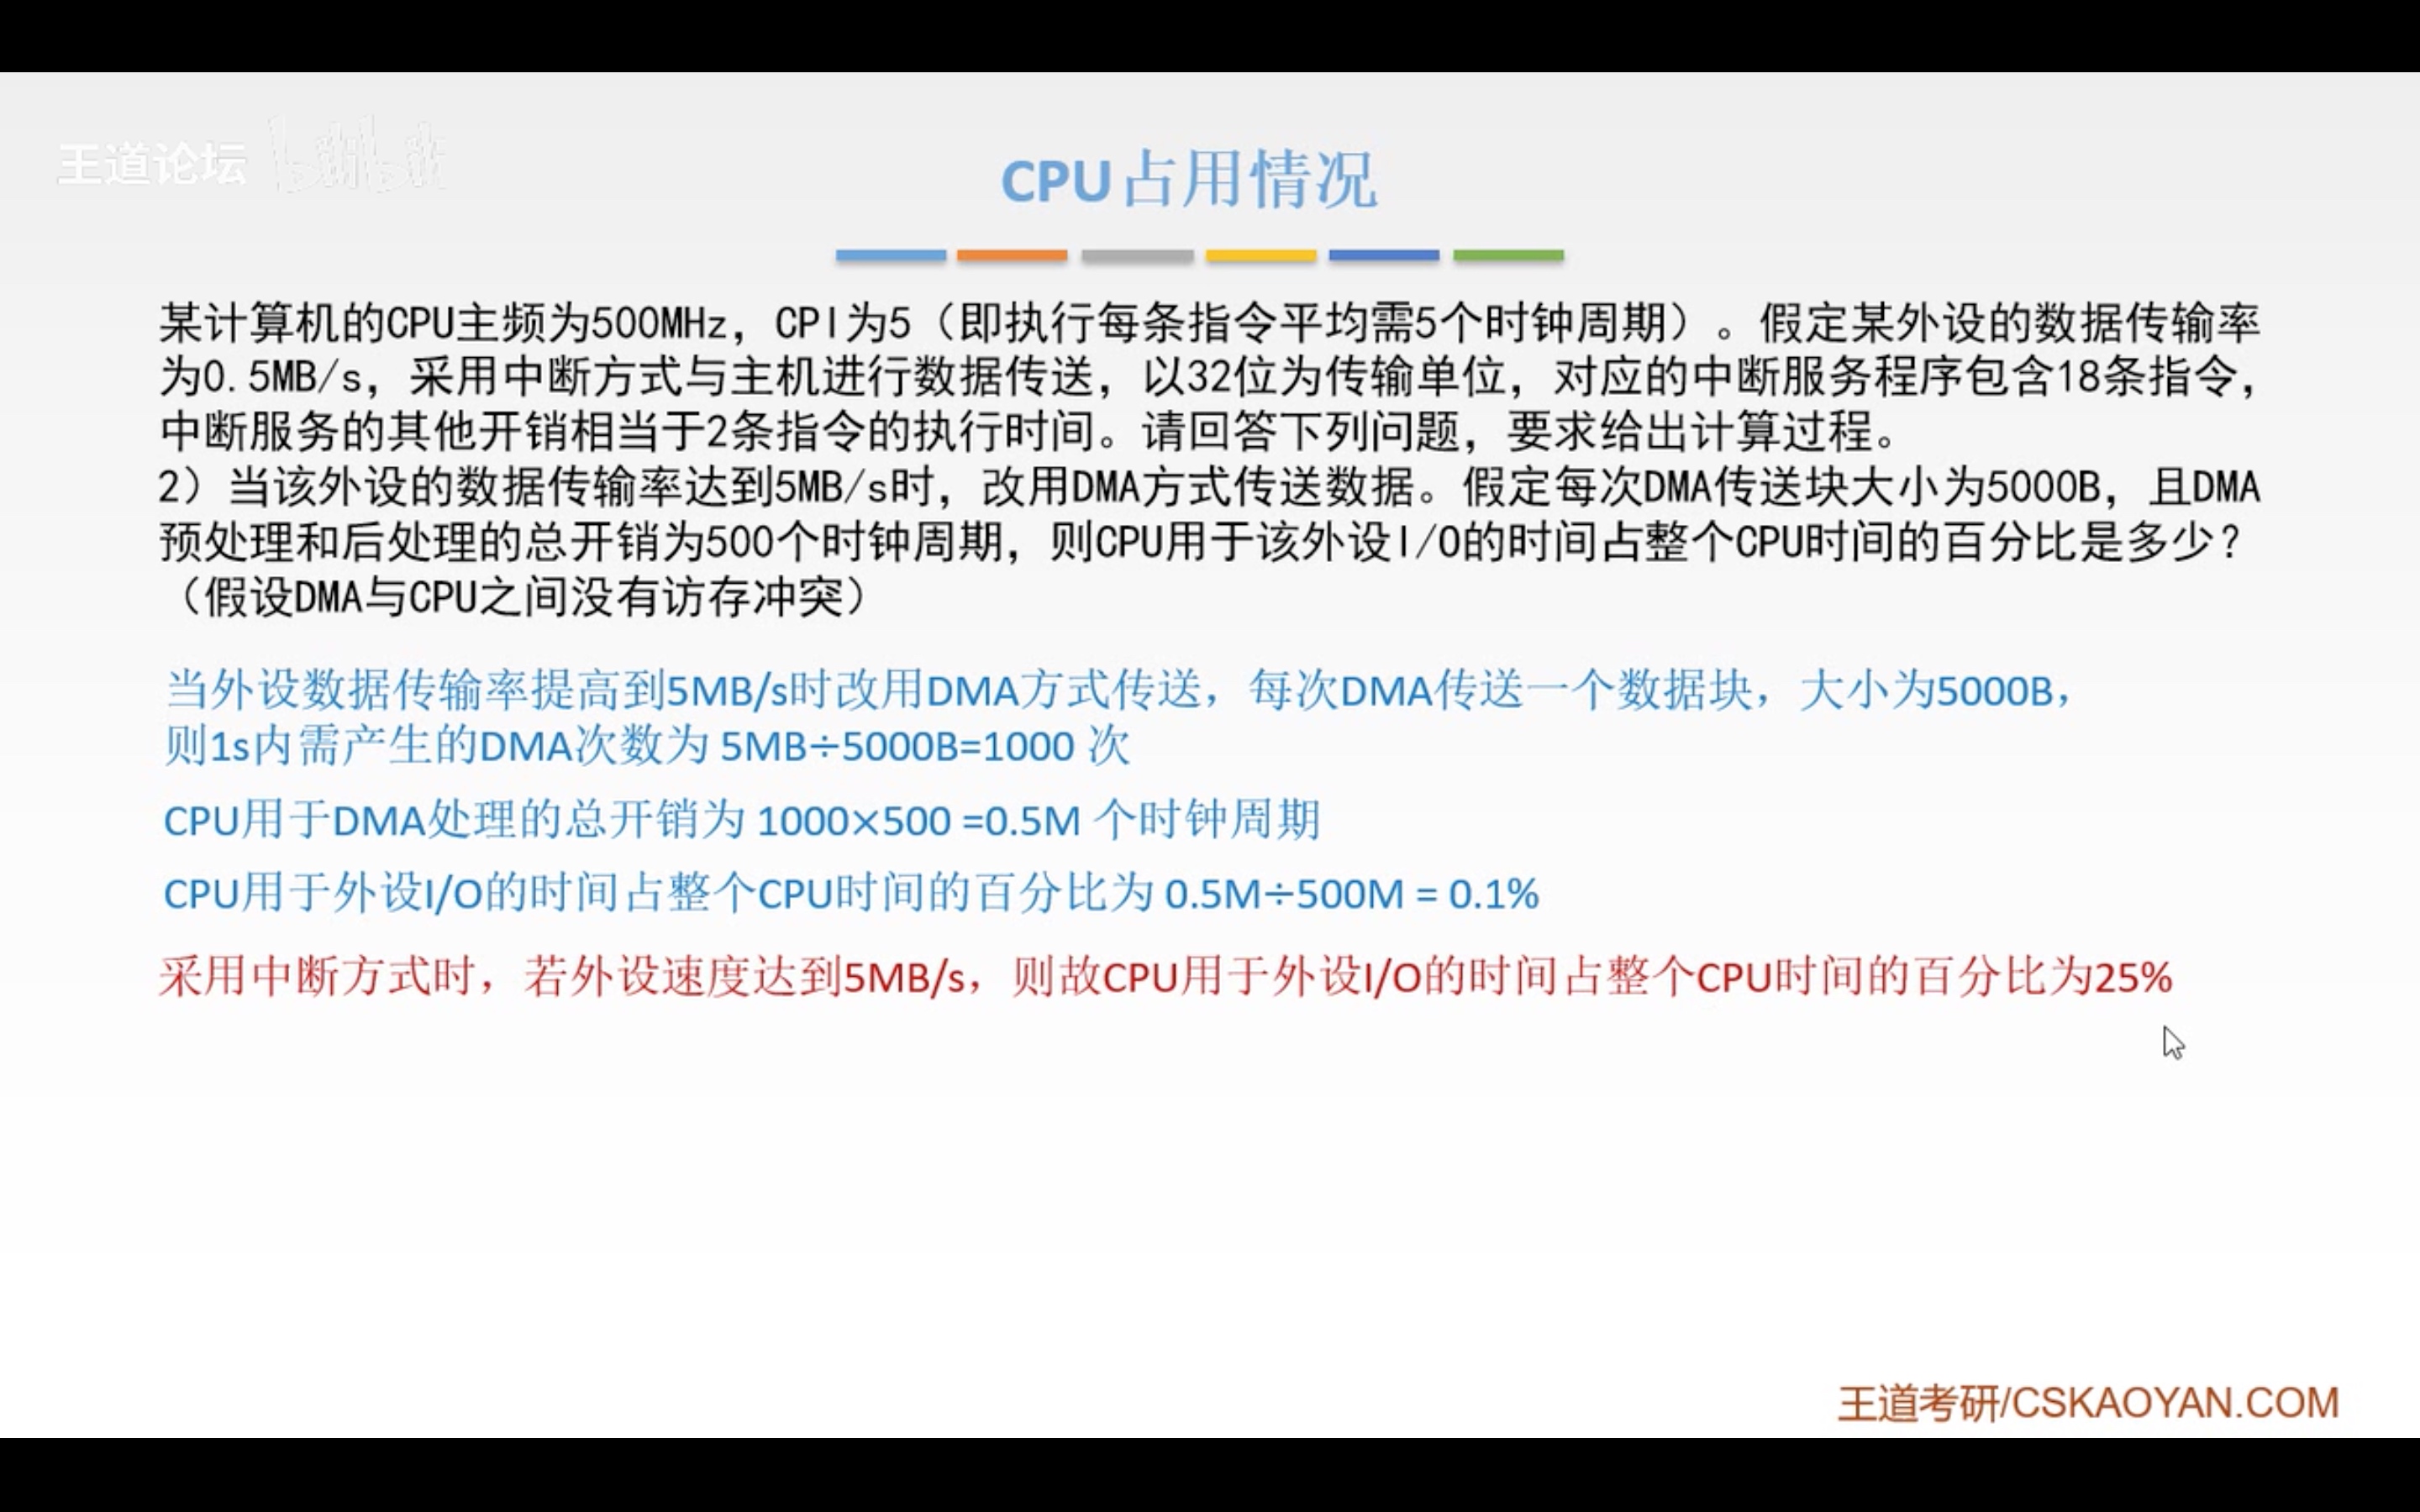 王道论坛 bilibili
CPU占用情况
某计算机的CPU主频为500MHz，CPI为5（即执行每条指令平均需5个时钟周期）。假定某外设的数据传输率
为0.5MB/s，采用中断方式与主机进行数据传送，以32位为传输单位，对应的中断服务程序包含18条指令，
中断服务的其他开销相当于2条指令的执行时间。请回答下列问题，要求给出计算过程。
2）当该外设的数据传输率达到5MB/s时，改用DMA方式传送数据。假定每次DMA传送块大小为5000B，且DMA
预处理和后处理的总开销为500个时钟周期，则CPU用于该外设I/O的时间占整个CPU时间的百分比是多少？
（假设DMA与CPU之间没有访存冲突）
当外设数据传输率提高到5MB/s时改用DMA方式传送，每次DMA传送一个数据块，大小为5000B，
则1s内需产生的DMA次数为 5MB÷5000B=1000 次
CPU用于DMA处理的总开销为 1000×500 =0.5M 个时钟周期
CPU用于外设I/O的时间占整个CPU时间的百分比为 0.5M÷500M = 0.1%
采用中断方式时，若外设速度达到5MB/s，则故CPU用于外设I/O的时间占整个CPU时间的百分比为25%
王道考研/CSKAOYAN.COM